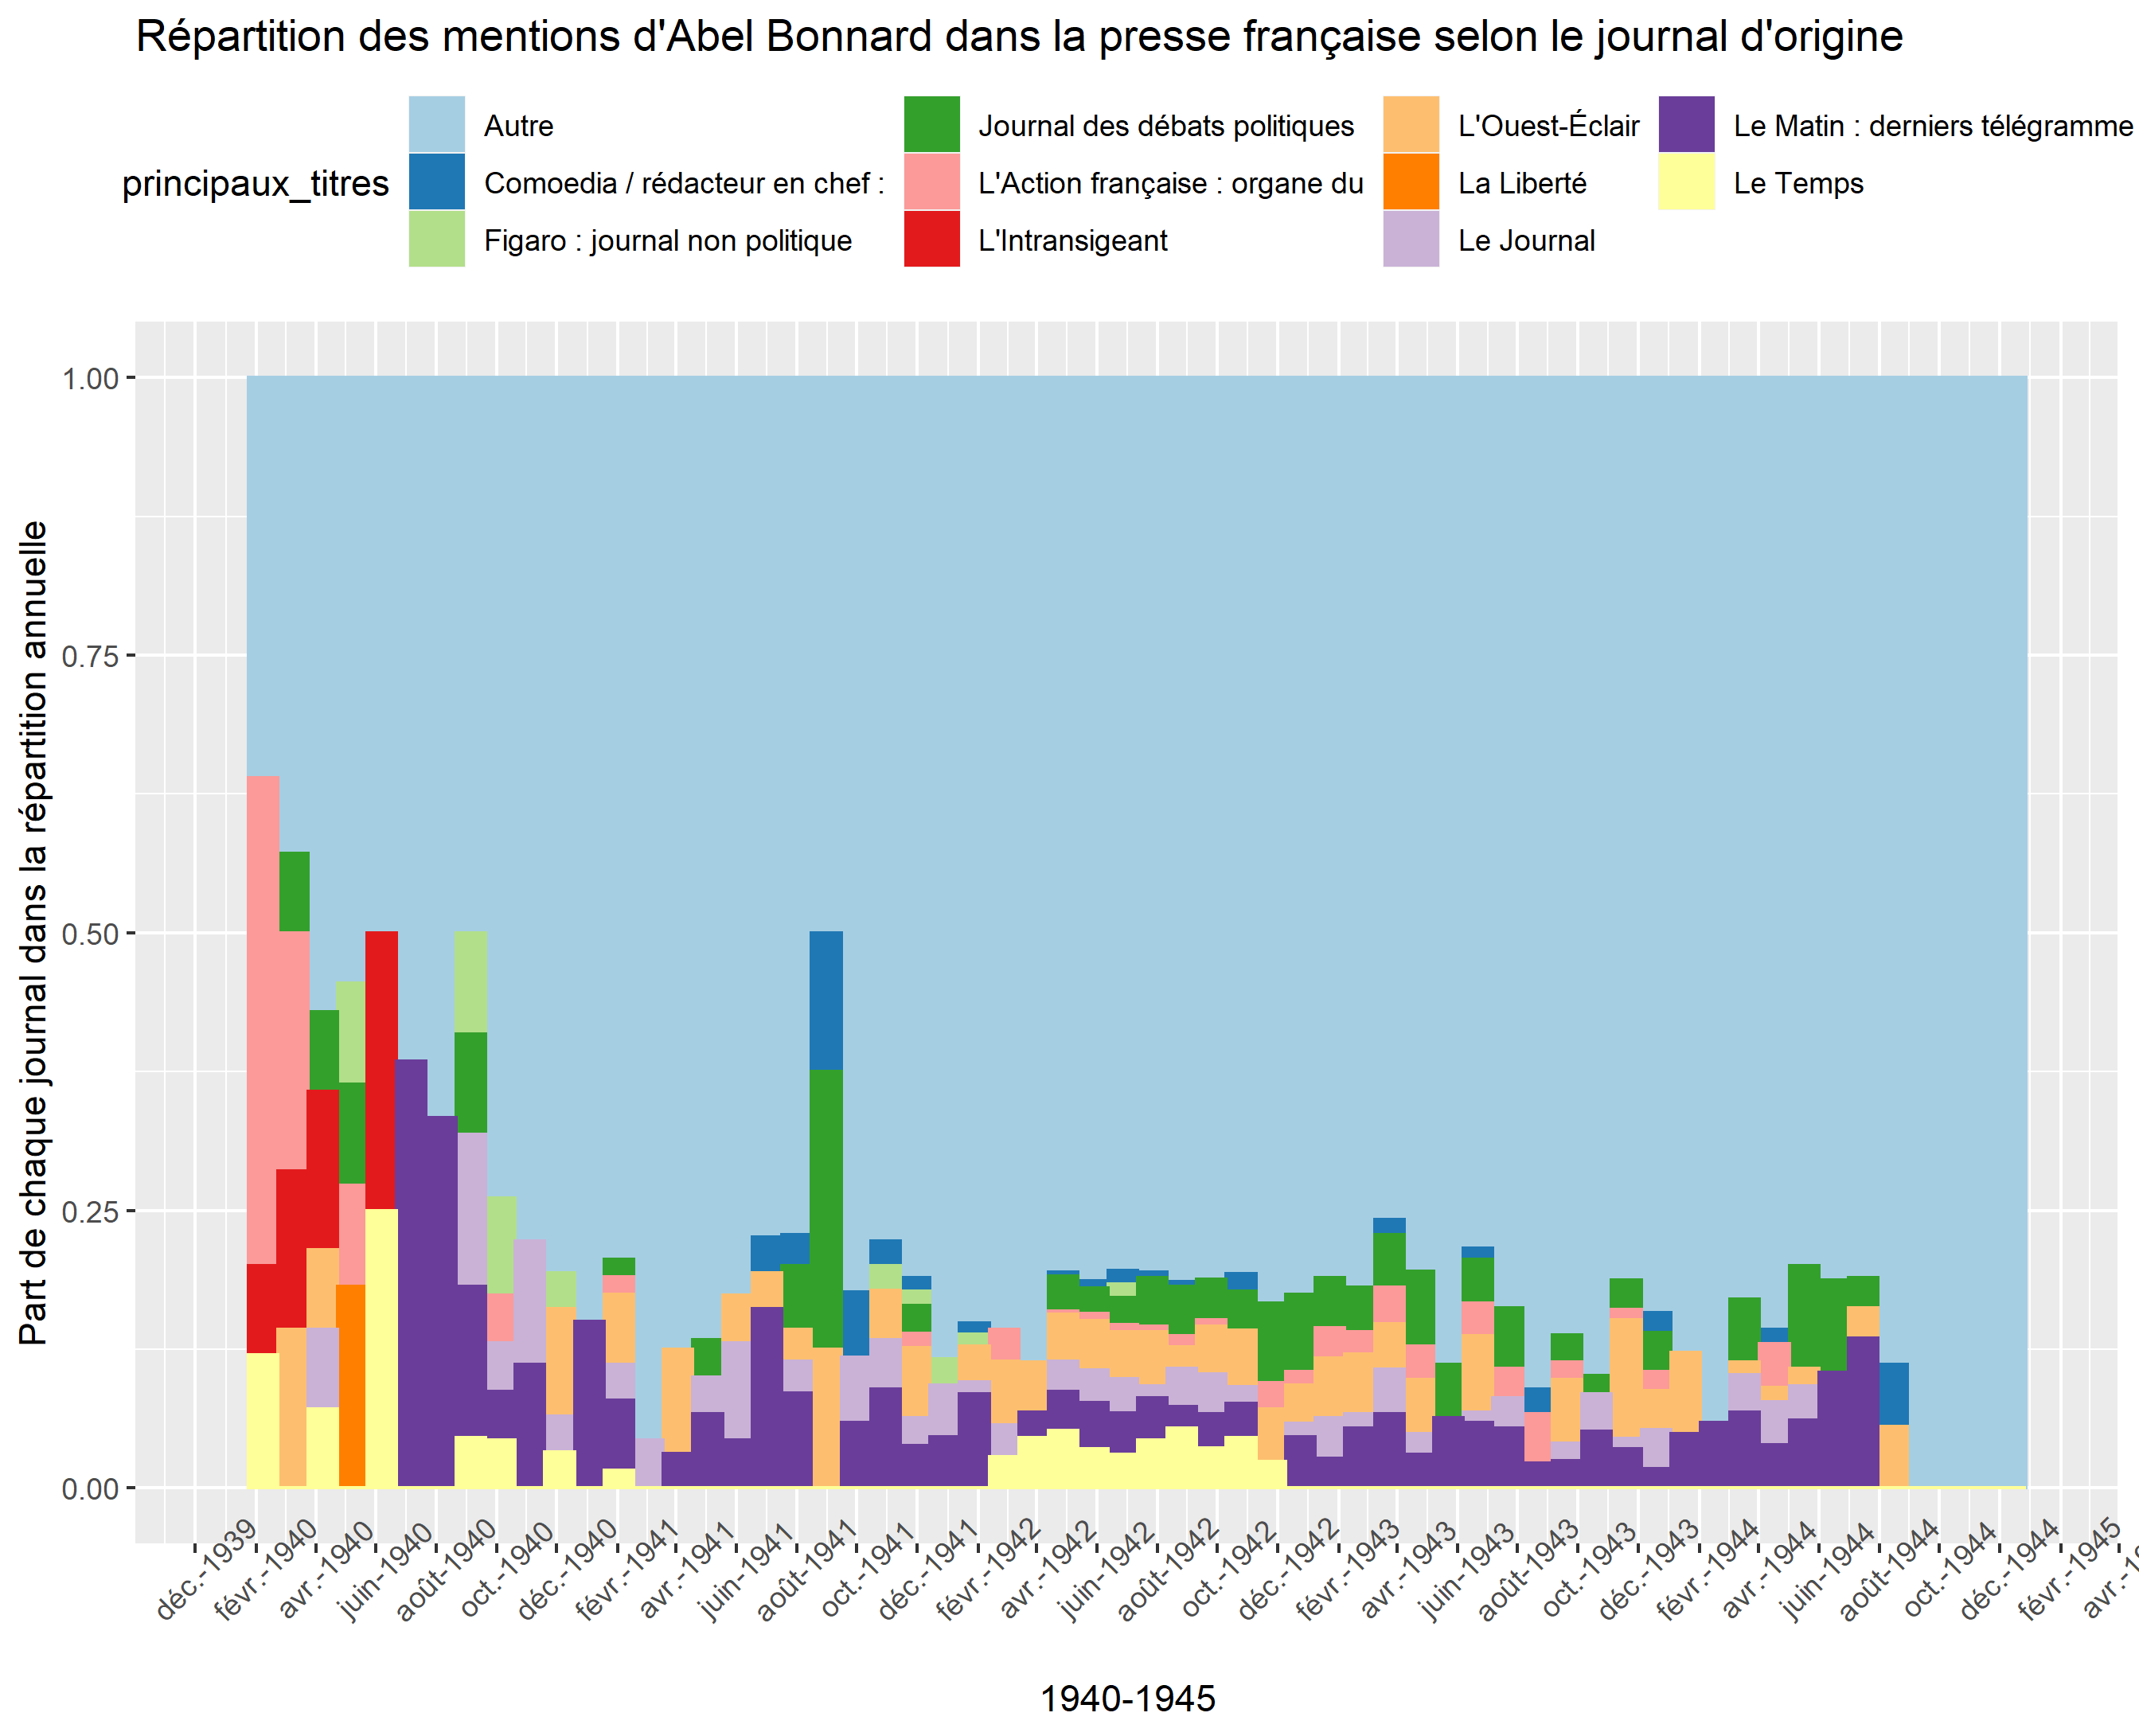 Répartition des mentions d'Abel Bonnard dans la presse française selon le journal d'origine
principaux_titres
Autre
Comoedia / rédacteur en chef :
Figaro : journal non politique
Journal des débats politiques
L'Action française : organe du
L'Intransigeant
L'Ouest-Éclair
La Liberté
Le Journal
Le Matin : derniers télégramme
Le Temps
Part de chaque journal dans la répartition annuelle
1.00
0.75
0.50
0.25
0.00
déc.-1939
févr.-1940
avr.-1940
juin-1940
août-1940
oct.-1940
déc.-1940
févr.-1941
avr.-1941
juin-1941
août-1941
oct.-1941
déc.-1941
févr.-1942
avr.-1942
juin-1942
août-1942
oct.-1942
déc.-1942
févr.-1943
avr.-1943
juin-1943
août-1943
oct.-1943
déc.-1943
févr.-1944
avr.-1944
juin-1944
août-1944
oct.-1944
déc.-1944
févr.-1945
avr.-1
1940-1945